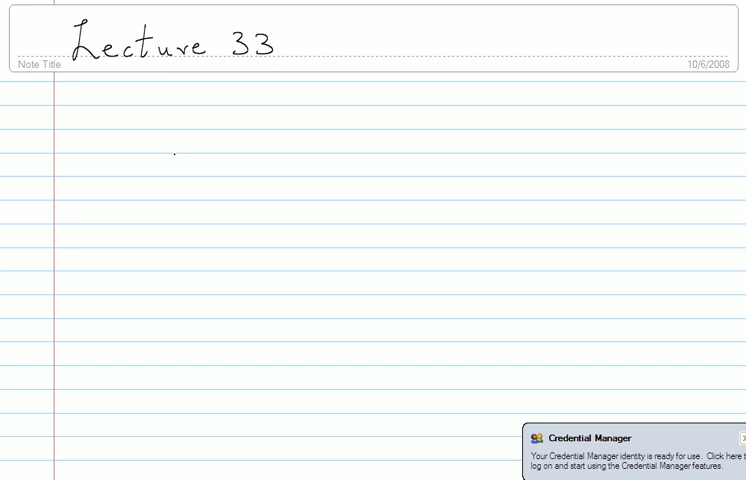 Lecture 33
Note Title
10/6/2008
Credential Manager
Your Credential Manager identity is ready for use. Click here t
log on and start using the Credential Manager features.